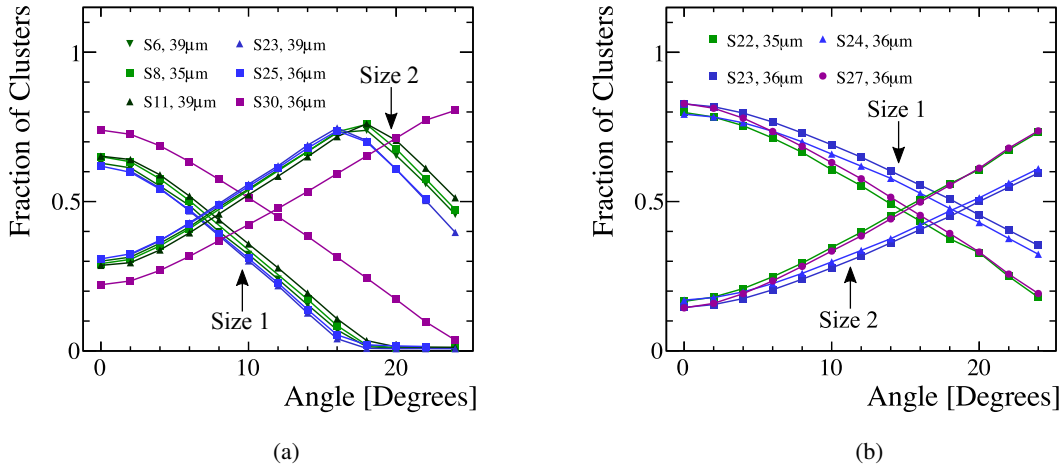 Fraction of Clusters
1
0.5
0
S6, 39μm
S8, 35μm
S11, 39μm
S23, 39μm
S25, 36μm
S30, 36μm
Size 2
Size 1
0
10
20
Angle [Degrees]
(a)
Fraction of Clusters
1
0.5
0
S22, 35μm
S23, 36μm
S24, 36μm
S27, 36μm
Size 1
Size 2
0
10
20
Angle [Degrees]
(b)